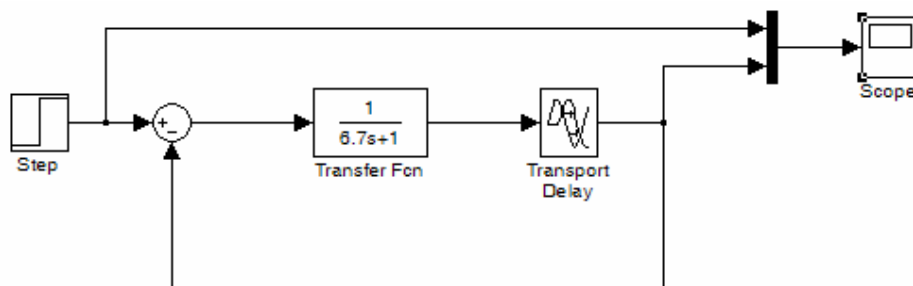 Step
+
-
1
6.7s+1
Transfer Fcn
Transport
Delay
Scope